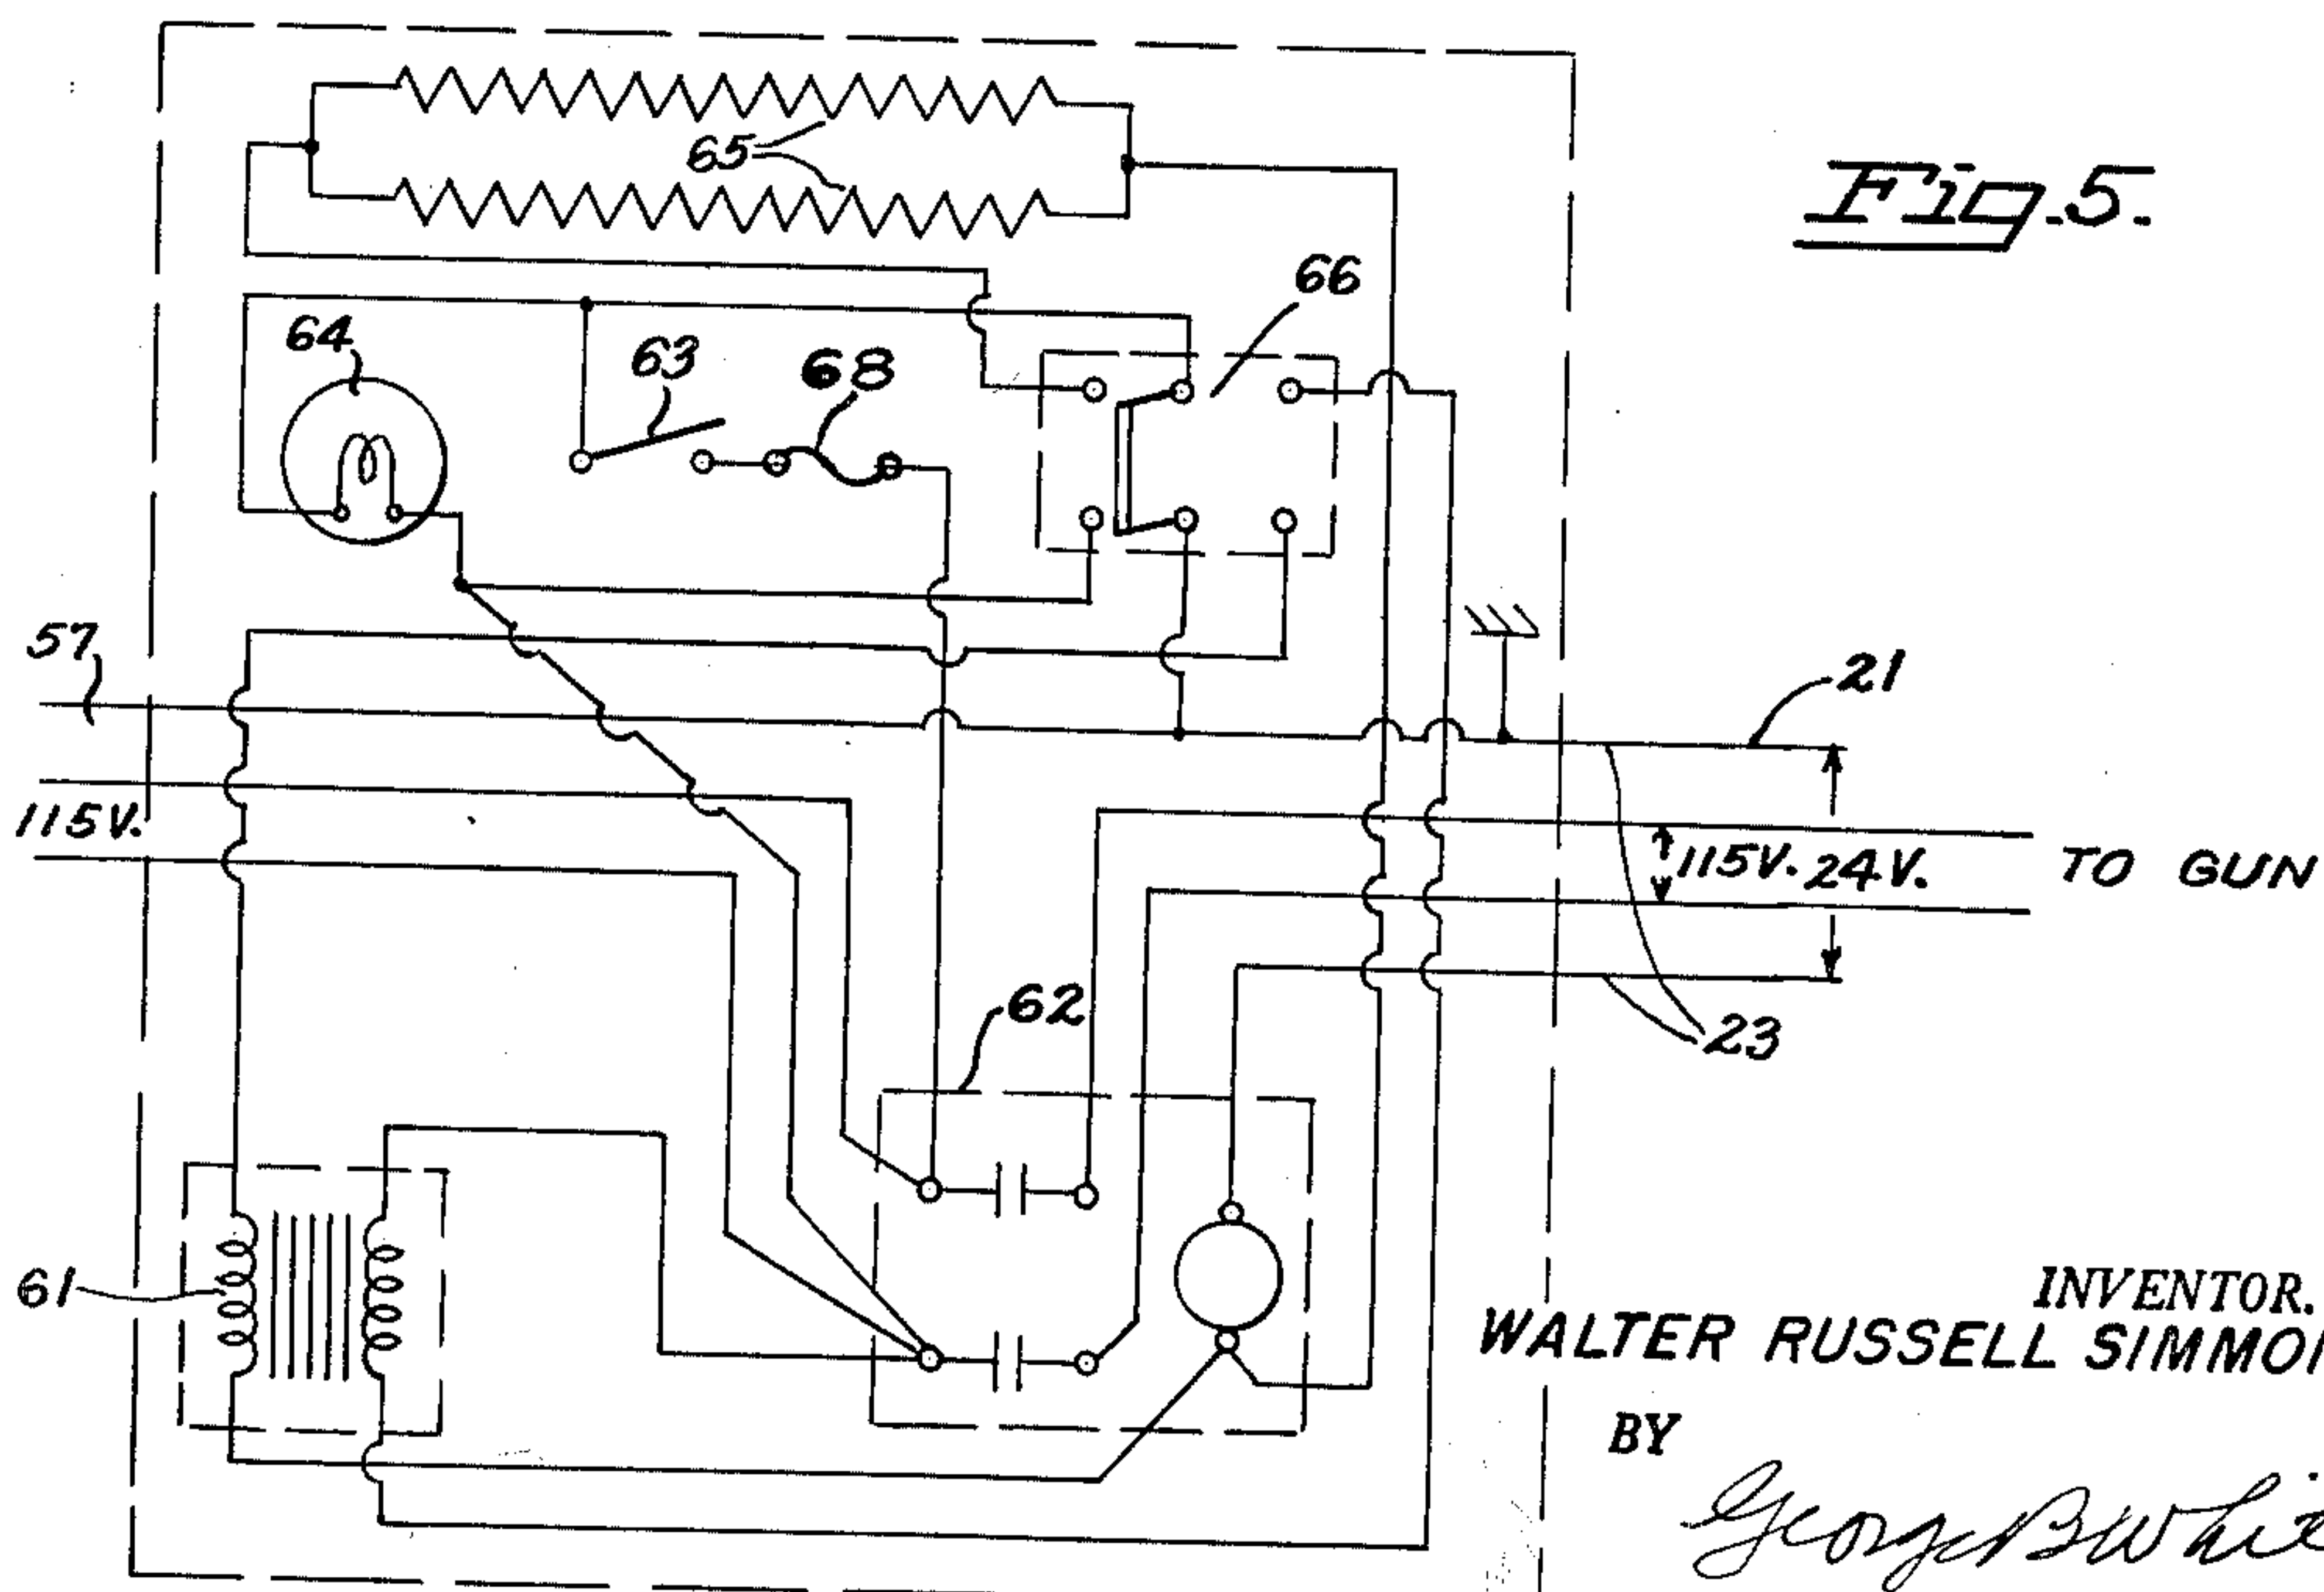 Fig.5.
65
66
64
63
68
57
21
115V.
115V. 24V.
TO GUN
23
62
61
INVENTOR.
WALTER RUSSELL
BY
George B